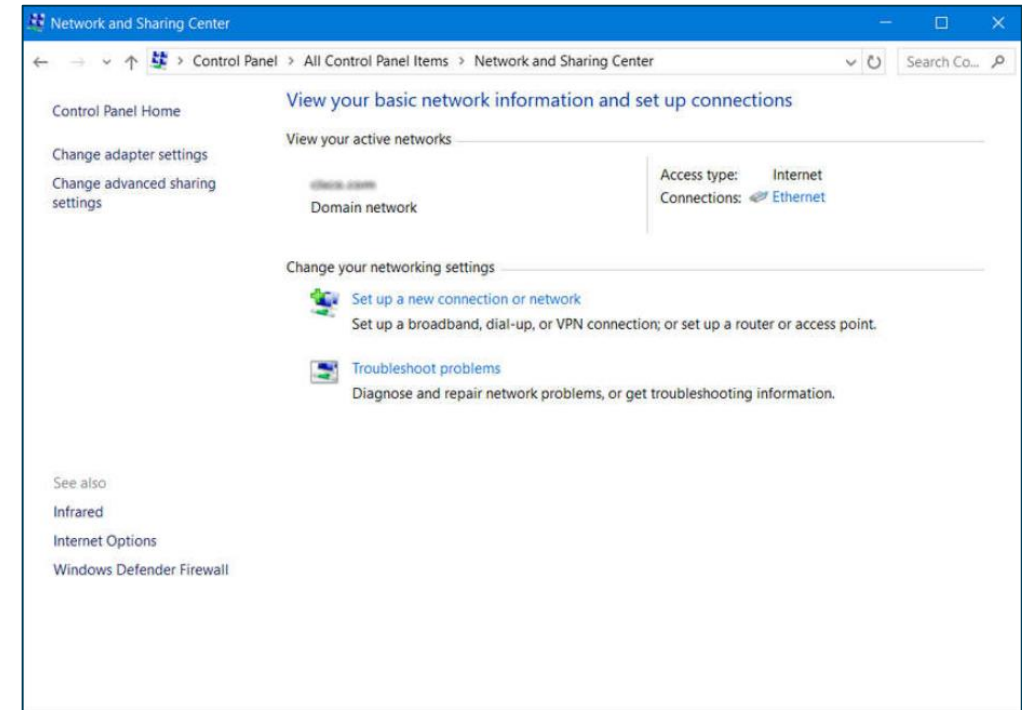 Network and Sharing Center
Control Panel > All Control Panel Items > Network and Sharing Center
Search Co...
Control Panel Home
Change adapter settings
Change advanced sharing
settings
View your basic network information and set up connections
View your active networks
Domain network
Access type: Internet
Connections: Ethernet
Change your networking settings
Set up a new connection or network
Set up a broadband, dial-up, or VPN connection; or set up a router or access point.
Troubleshoot problems
Diagnose and repair network problems, or get troubleshooting information.
See also
Infrared
Internet Options
Windows Defender Firewall